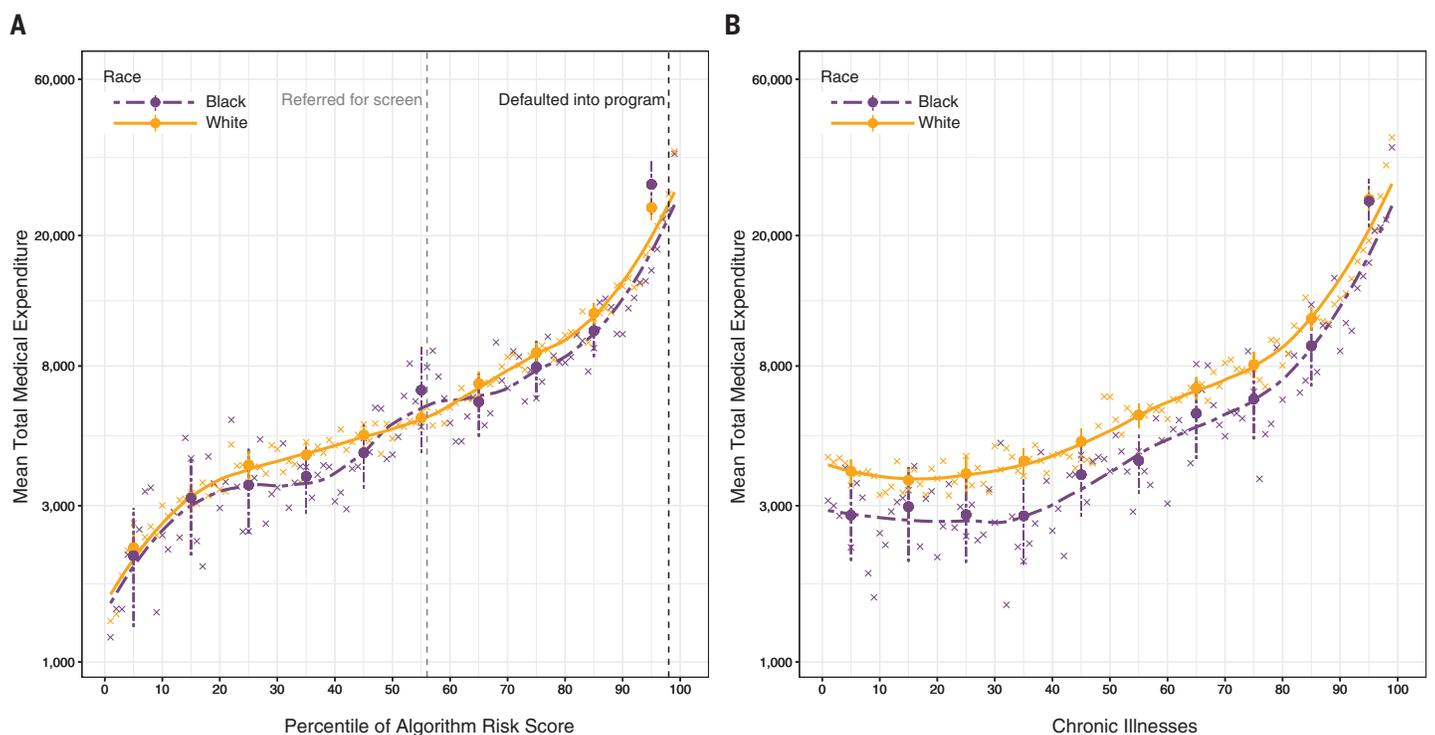 A
Race
Black
White
Referred for screen
Defaulted into program
60,000
20,000
8,000
3,000
1,000
Mean Total Medical Expenditure
0 10 20 30 40 50 60 70 80 90 100
Percentile of Algorithm Risk Score
B
Race
Black
White
60,000
20,000
8,000
3,000
1,000
Mean Total Medical Expenditure
0 10 20 30 40 50 60 70 80 90 100
Chronic Illnesses